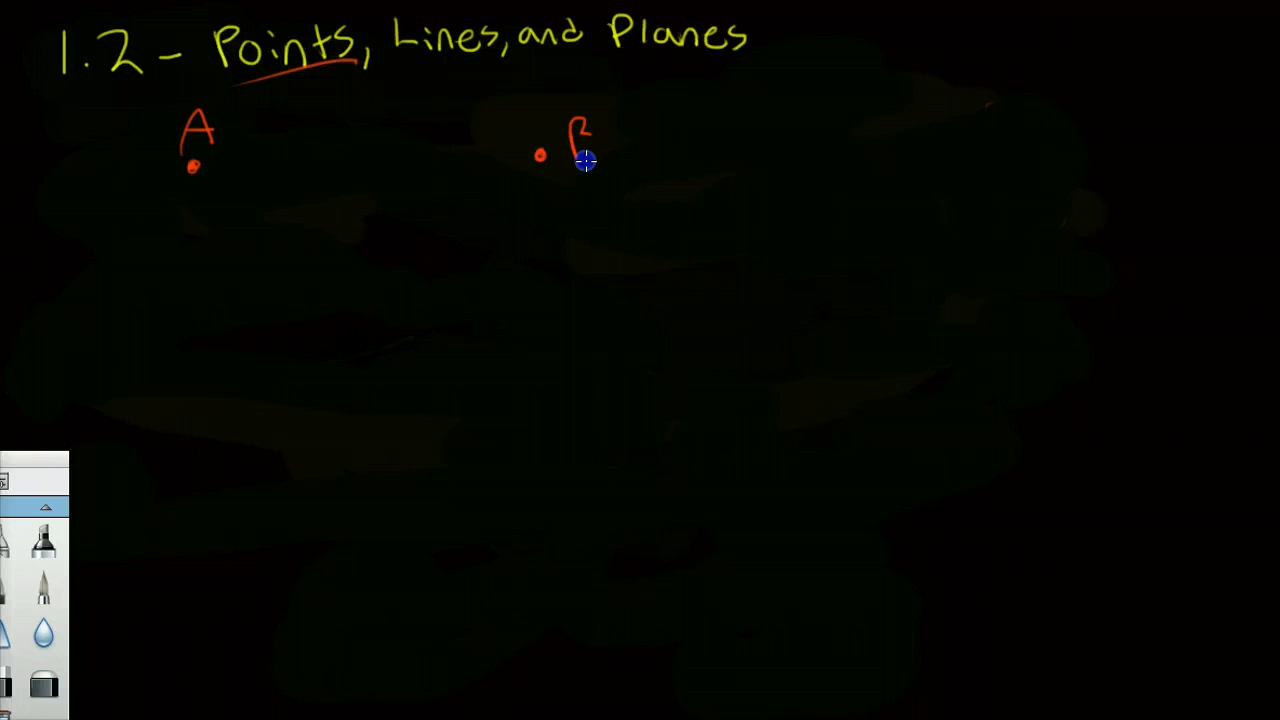 1.2 - Points, Lines, and Planes
A